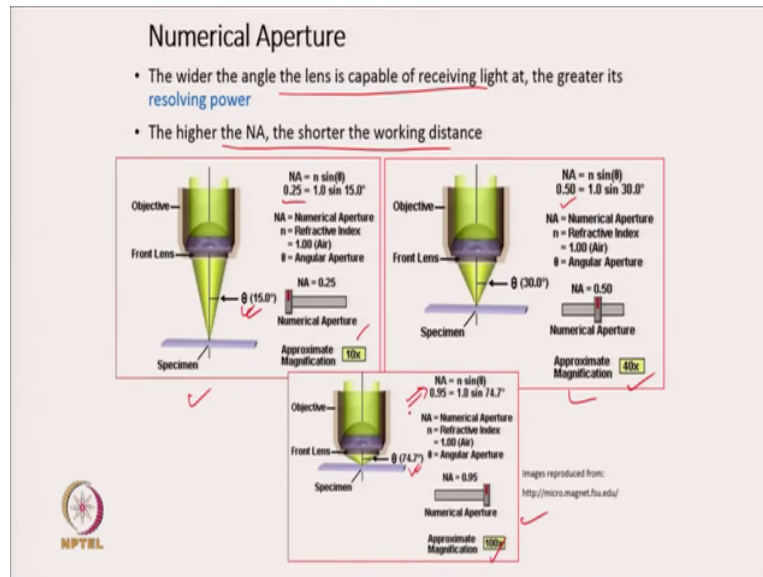 Numerical Aperture
• The wider the angle the lens is capable of receiving light at, the greater its
resolving power
• The higher the NA, the shorter the working distance
NA = n sin(θ)
0.25 = 1.0 sin 15.0°
Objective
NA = Numerical Aperture
n = Refractive Index
= 1.00 (Air)
θ = Angular Aperture
Front Lens
θ (15.0°)
NA = 0.25
Numerical Aperture
Specimen
Approximate
Magnification 10x
NA = n sin(θ)
0.50 = 1.0 sin 30.0°
Objective
NA = Numerical Aperture
n = Refractive Index
= 1.00 (Air)
θ = Angular Aperture
Front Lens
θ (30.0°)
NA = 0.50
Specimen
Numerical Aperture
Approximate
Magnification 40x
NA = n sin(θ)
0.95 = 1.0 sin 74.7°
Objective
NA = Numerical Aperture
n = Refractive Index
= 1.00 (Air)
θ = Angular Aperture
Front Lens
θ (74.7°)
Specimen
NA = 0.95
Numerical Aperture
Approximate
Magnification 100x
Images reproduced from:
http://micro.magnet.fsu.edu/
NPTEL